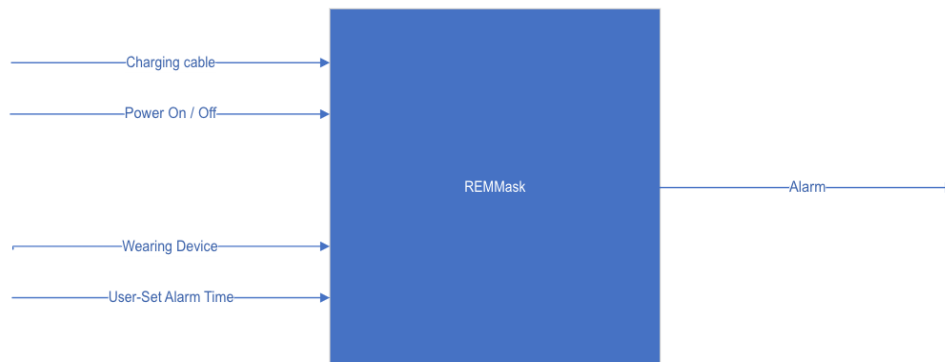 Charging cable
Power On / Off
REMMask
Alarm
Wearing Device
User-Set Alarm Time